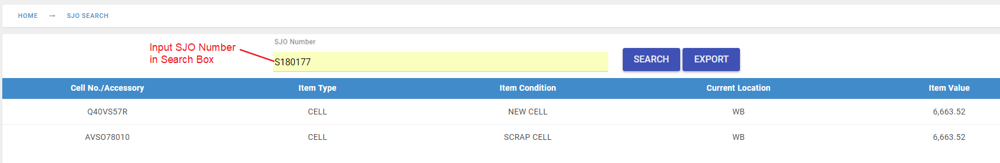 HOME → SJO SEARCH
SJO Number
Input SJO Number
in Search Box
S180177
SEARCH EXPORT
Cell No./Accessory Item Type Item Condition Current Location Item Value
Q40VS57R CELL NEW CELL WB 6,663.52
AVSO78010 CELL SCRAP CELL WB 6,663.52